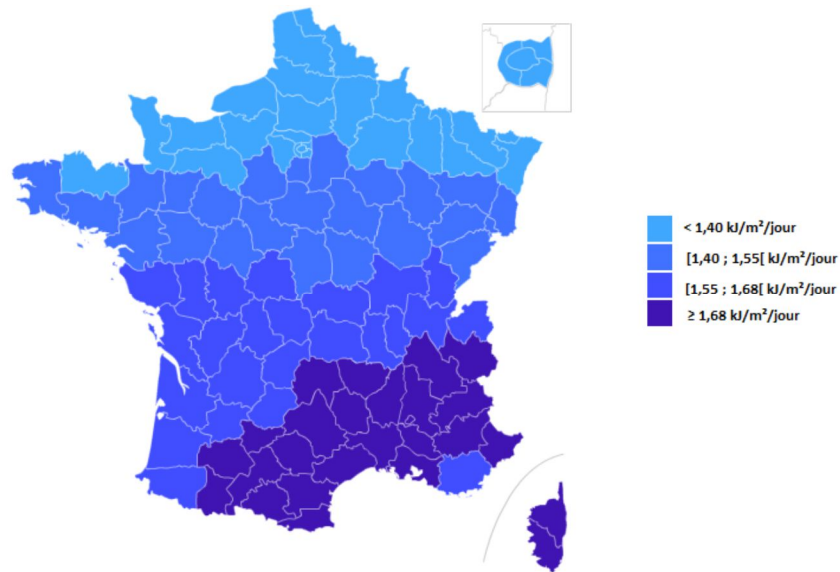 < 1,40 kJ/m²/jour
[1,40 ; 1,55[ kJ/m²/jour
[1,55 ; 1,68[ kJ/m²/jour
≥ 1,68 kJ/m²/jour